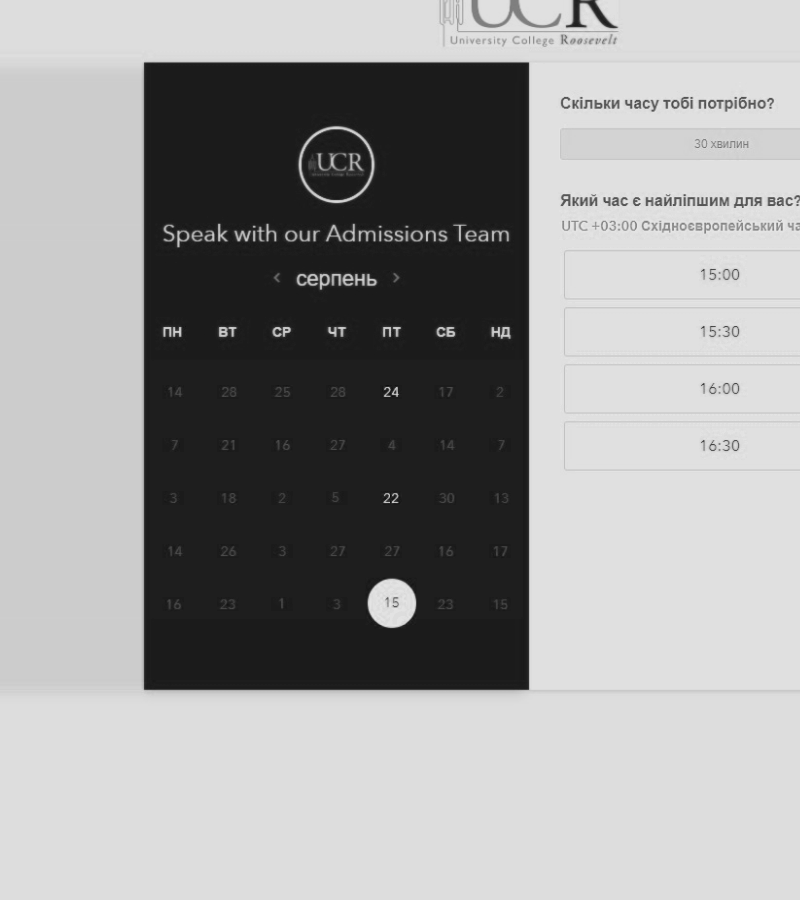 UCR
University College Roosevelt
UCR
Speak with our Admissions Team
серпень
ПН ВТ СР ЧТ ПТ СБ НД
14 28 25 28 24 17 2
7 21 16 27 4 14 7
3 18 2 5 22 30 13
14 26 3 27 27 16 17
16 23 1 3 15 23 15
Скільки часу тобі потрібно?
30 хвилин
Який час є найліпшим для вас?
UTC +03:00 Східноєвропейський ча
15:00
15:30
16:00
16:30